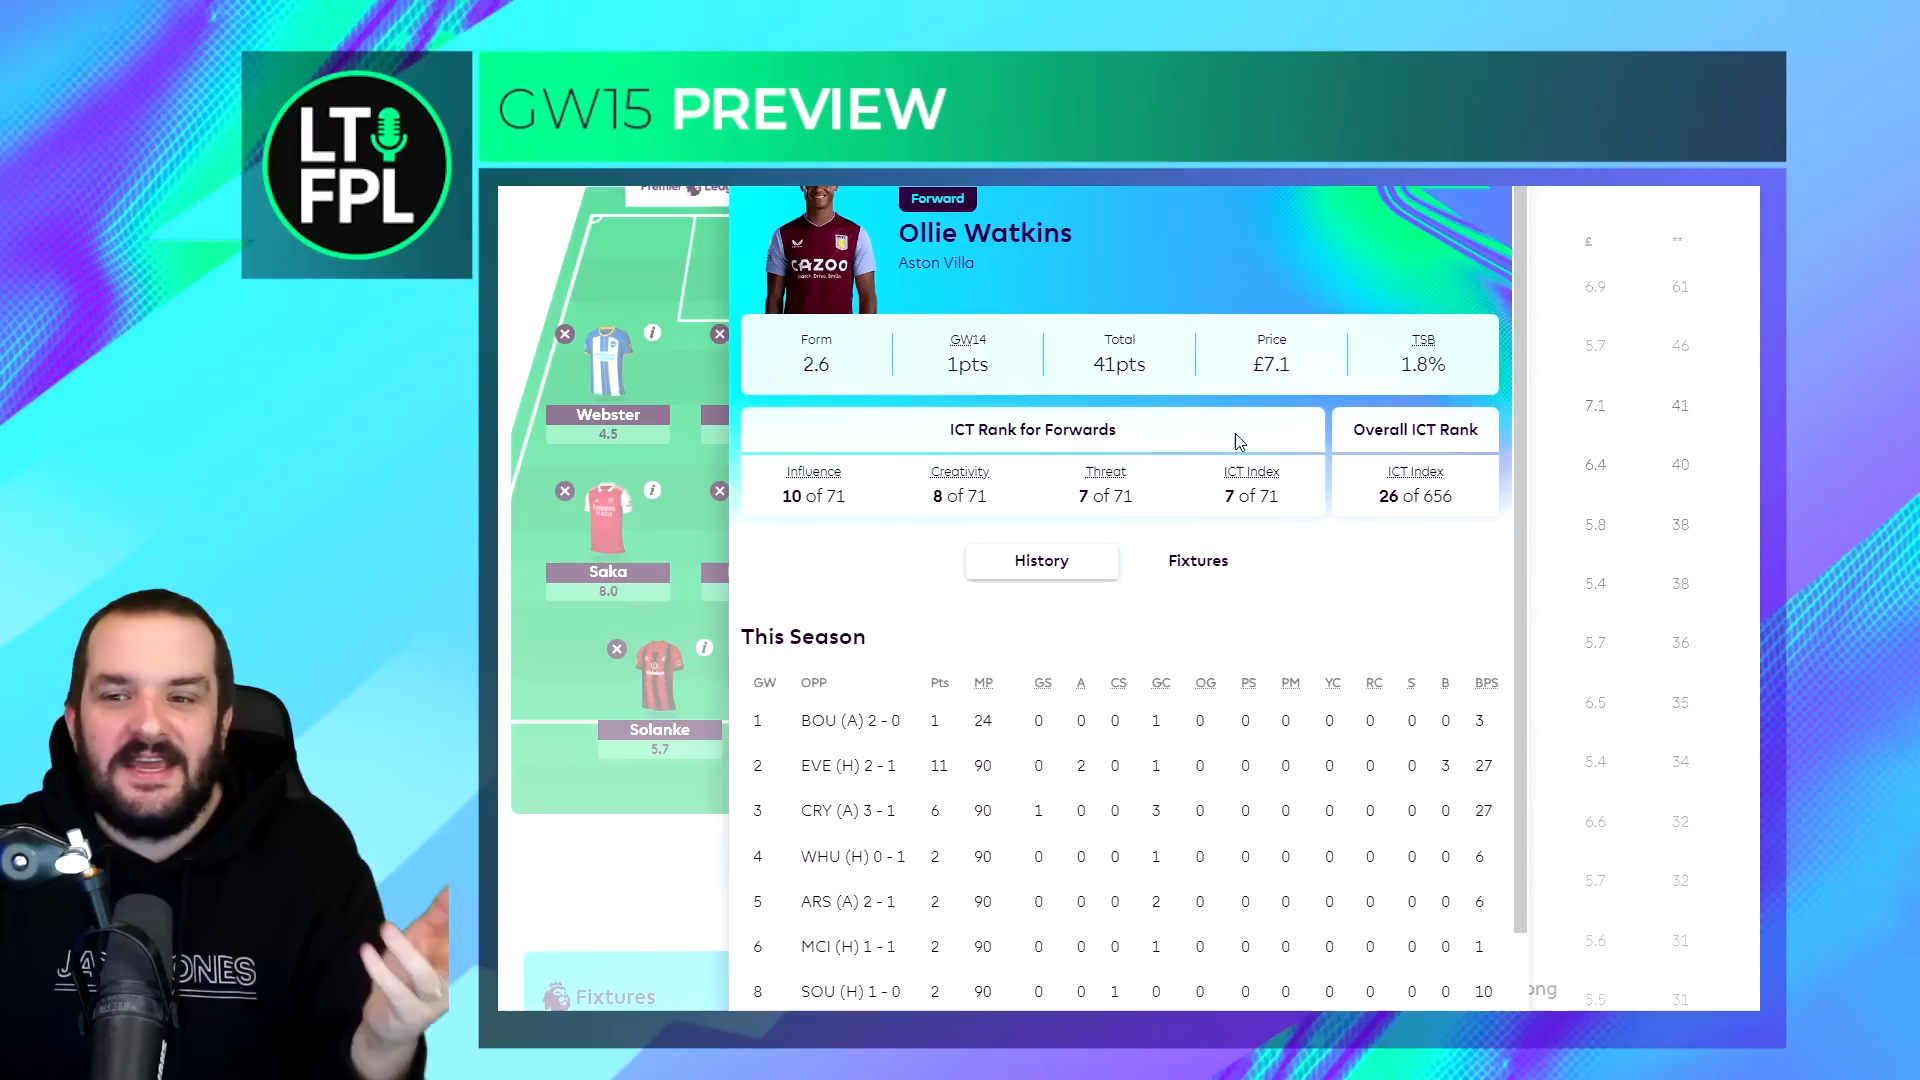 LT
FPL
GW15 PREVIEW
Premier
Forward
Ollie Watkins
Aston Villa
CAZOO
Form GW14 Total Price TSB
2.6 1pts 41pts £7.1 1.8%
ICT Rank for Forwards Overall ICT Rank
Influence Creativity Threat ICT Index ICT Index
10 of 71 8 of 71 7 of 71 7 of 71 26 of 656
History Fixtures
This Season
GW OPP Pts MP GS A CS GC OG PS PM YC RC S B BPS
1 BOU (A) 2 - 0 1 24 0 0 0 1 0 0 0 0 0 0 0 3
2 EVE (H) 2 - 1 11 90 0 2 0 1 0 0 0 0 0 0 3 27
3 CRY (A) 3 - 1 6 90 1 0 0 3 0 0 0 0 0 0 0 27
4 WHU (H) 0 - 1 2 90 0 0 0 1 0 0 0 0 0 0 0 6
5 ARS (A) 2 - 1 2 90 0 0 0 2 0 0 0 0 0 0 0 6
6 MCI (H) 1 - 1 2 90 0 0 0 1 0 0 0 0 0 0 0 1
8 SOU (H) 1 - 0 2 90 0 0 1 0 0 0 0 0 0 0 0 10
Webster
4.5
Saka
8.0
Solanke
5.7
Fixtures
£ **
6.9 61
5.7 46
7.1 41
6.4 40
5.8 38
5.4 38
5.7 36
6.5 35
5.4 34
6.6 32
5.7 32
5.6 31
5.5 31